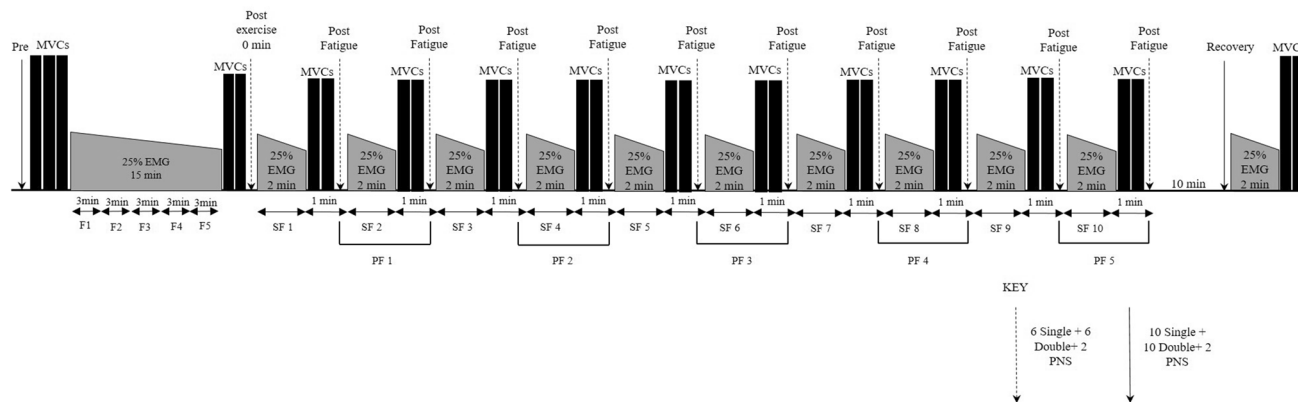 Pre
MVCs
25% EMG
15 min
MVCs
Post
exercise
0 min
25%
EMG
2 min
MVCs
Post
Fatigue
25%
EMG
2 min
MVCs
Post
Fatigue
25%
EMG
2 min
MVCs
Post
Fatigue
25%
EMG
2 min
MVCs
Post
Fatigue
25%
EMG
2 min
MVCs
Post
Fatigue
25%
EMG
2 min
MVCs
Post
Fatigue
25%
EMG
2 min
MVCs
Post
Fatigue
25%
EMG
2 min
MVCs
Post
Fatigue
25%
EMG
2 min
MVCs
Post
Fatigue
25%
EMG
2 min
MVCs
Post
Fatigue
10 min
Recovery
25%
EMG
2 min
MVC
3min 3min 3min 3min 3min
1 min 1 min 1 min 1 min 1 min 1 min 1 min 1 min 1 min 1 min
F1 F2 F3 F4 F5 SF 1 SF 2 SF 3 SF 4 SF 5 SF 6 SF 7 SF 8 SF 9 SF 10
PF 1 PF 2 PF 3 PF 4 PF 5
KEY
6 Single + 6
Double+ 2
PNS
10 Single +
10 Double+ 2
PNS